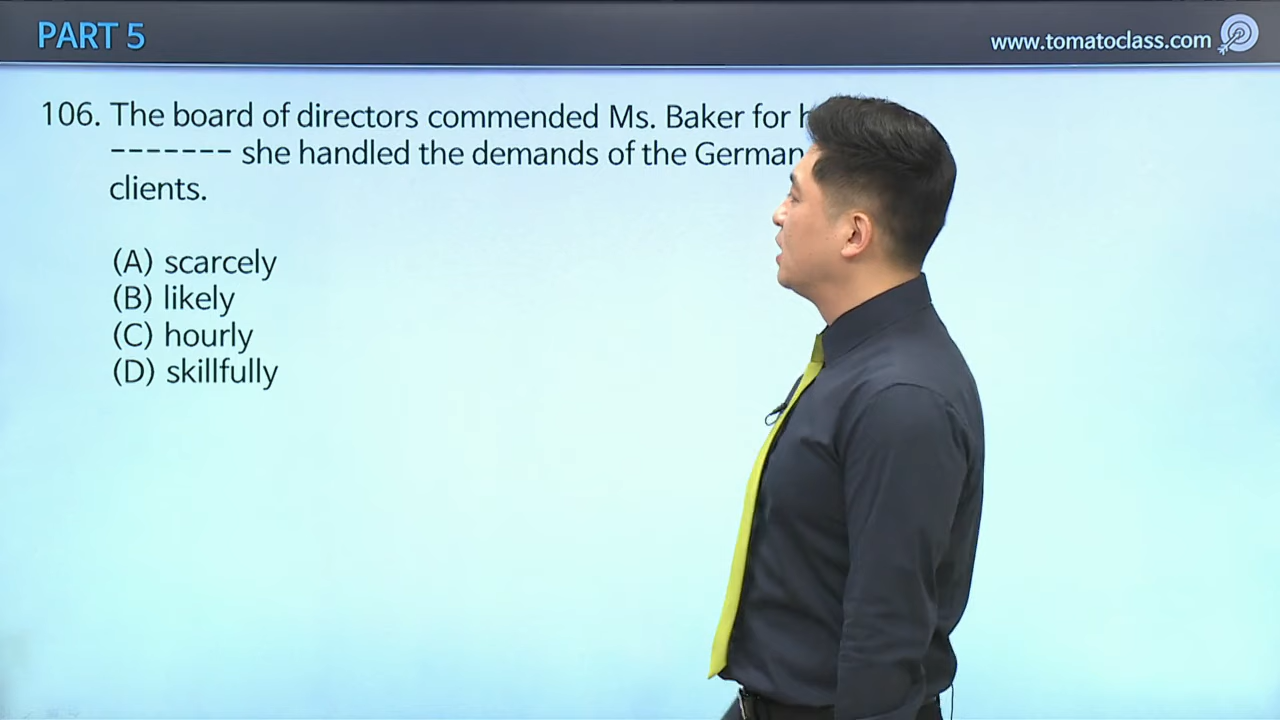 PART 5
www.tomatoclass.com
106. The board of directors commended Ms. Baker for
------- she handled the demands of the German
clients.
(A) scarcely
(B) likely
(C) hourly
(D) skillfully